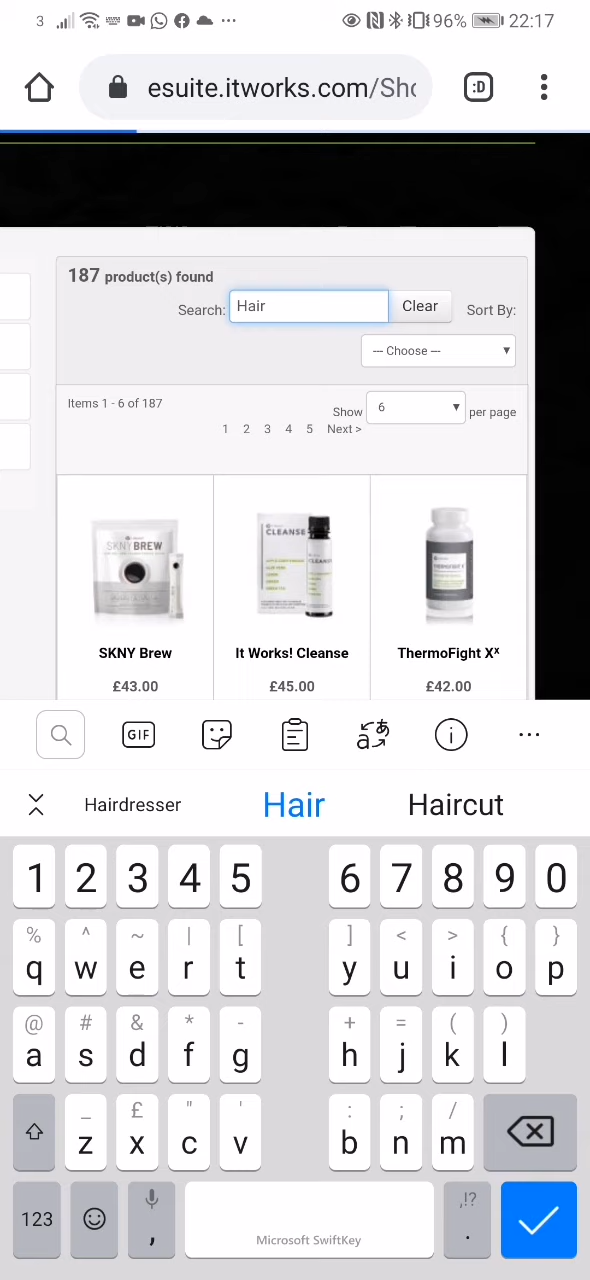 3 96% 22:17
esuite.itworks.com/Sho
:D
187 product(s) found
Search: Hair Clear Sort By:
--- Choose ---
Items 1 - 6 of 187
Show 6 per page
1 2 3 4 5 Next >
SKNY BREW
CLEANSE
SKNY Brew It Works! Cleanse ThermoFight Xˣ
£43.00 £45.00 £42.00
GIF
Hairdresser Hair Haircut
1 2 3 4 5 6 7 8 9 0
% ^ ~ | [ ] < > { }
q w e r t y u i o p
@ # & * - + = ( )
a s d f g h j k l
_ £ " ' : ; /
z x c v b n m
123 , ,!? .
Microsoft SwiftKey